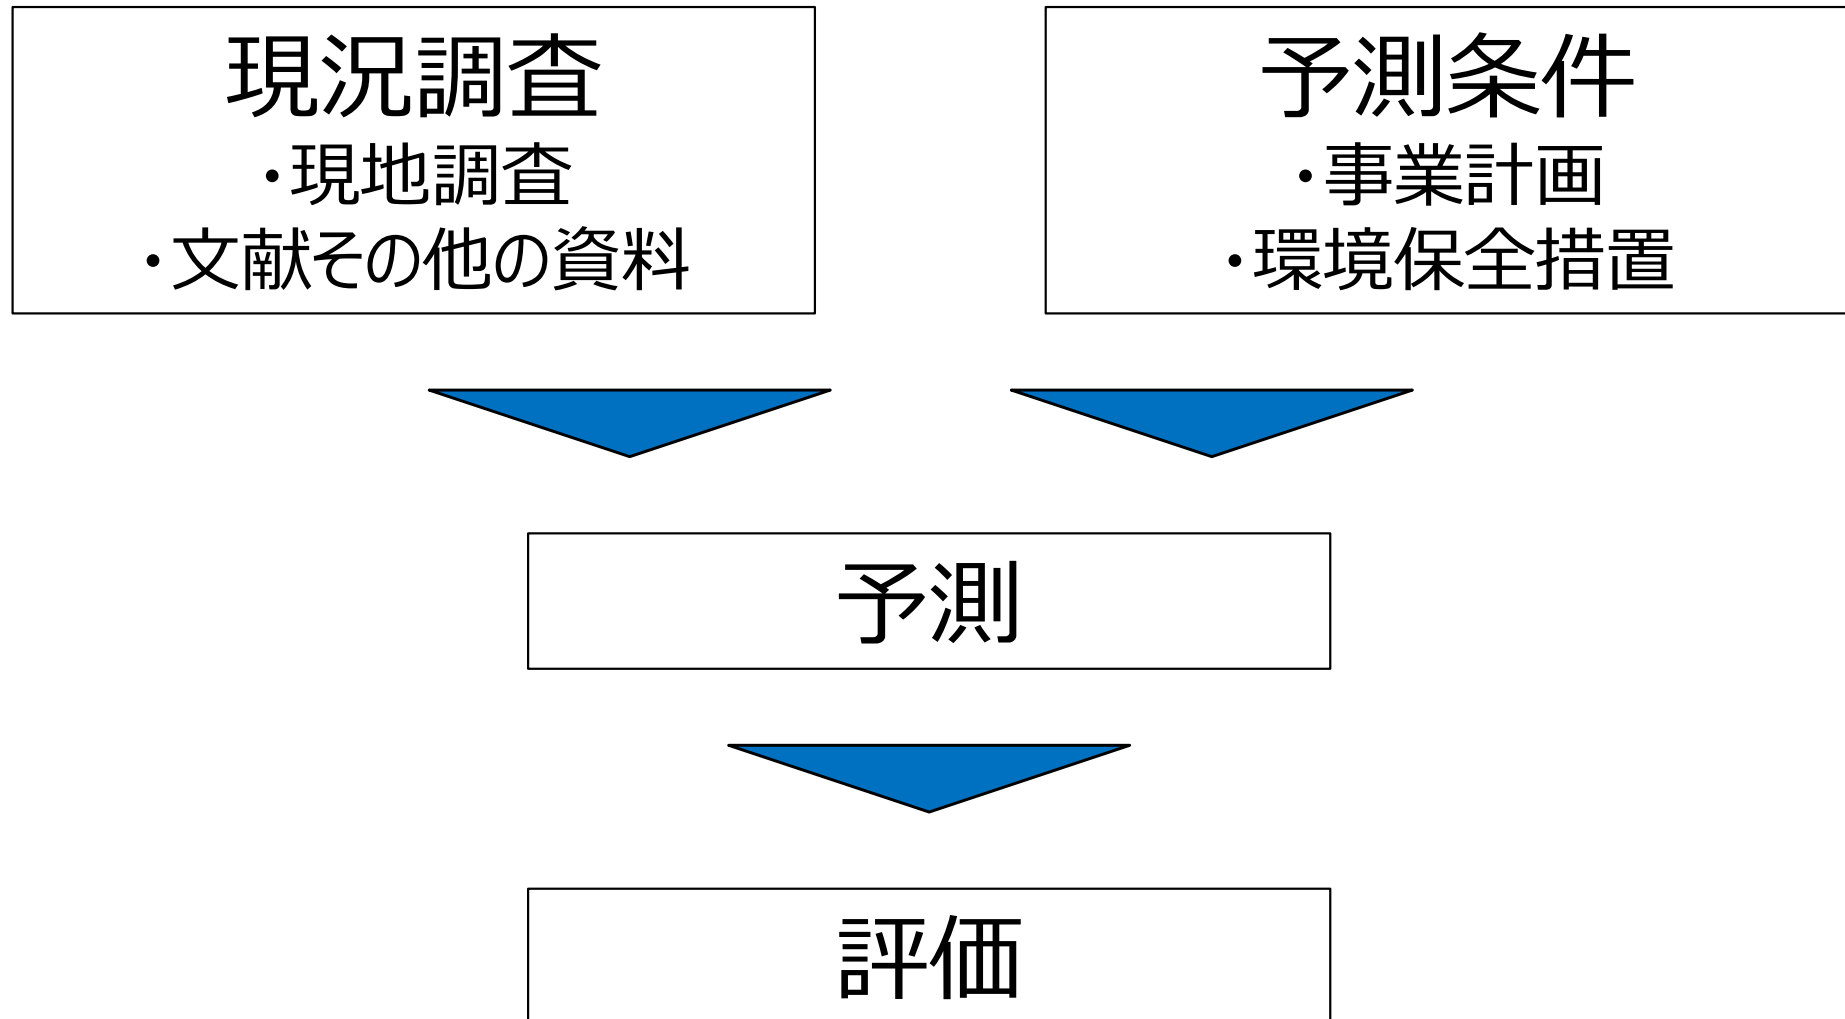 現況調査
・現地調査
・文献その他の資料
予測条件
・事業計画
・環境保全措置
予測
評価